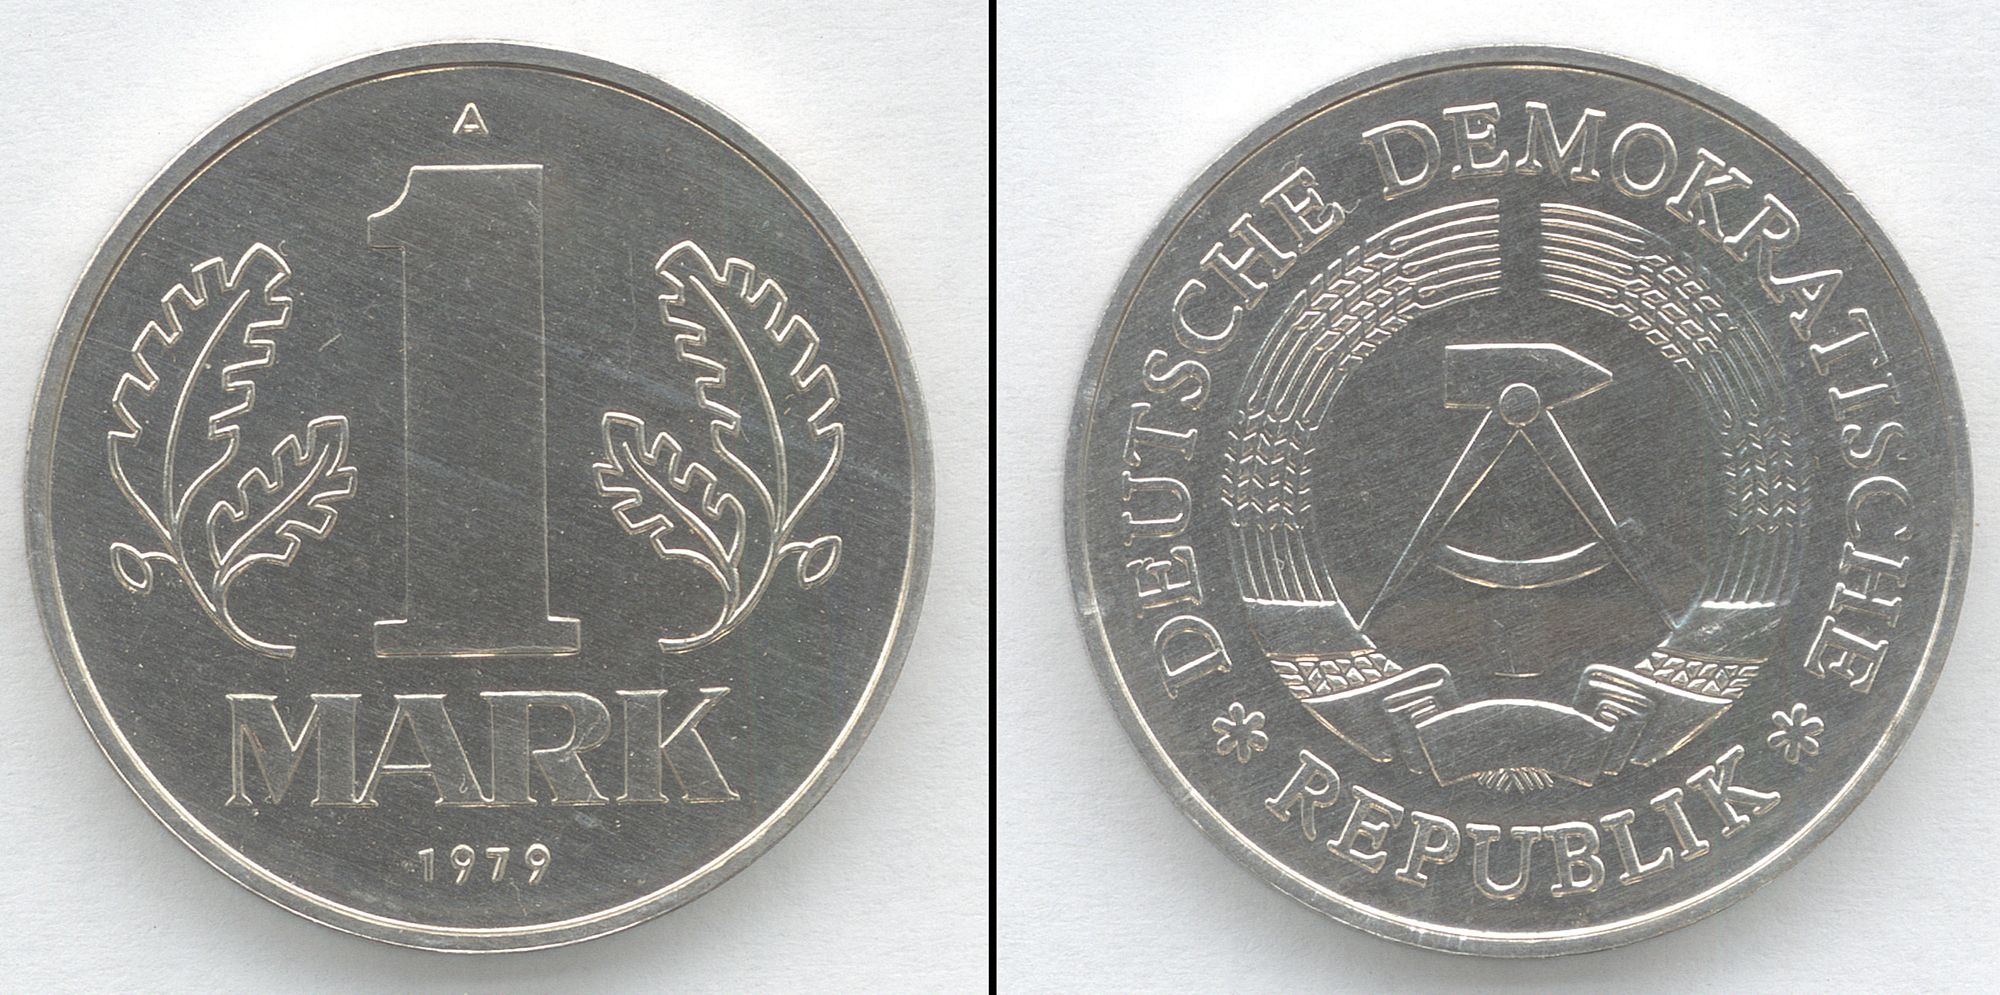 A
1
MARK
1979
DEUTSCHE DEMOKRATISCHE
* REPUBLIK *